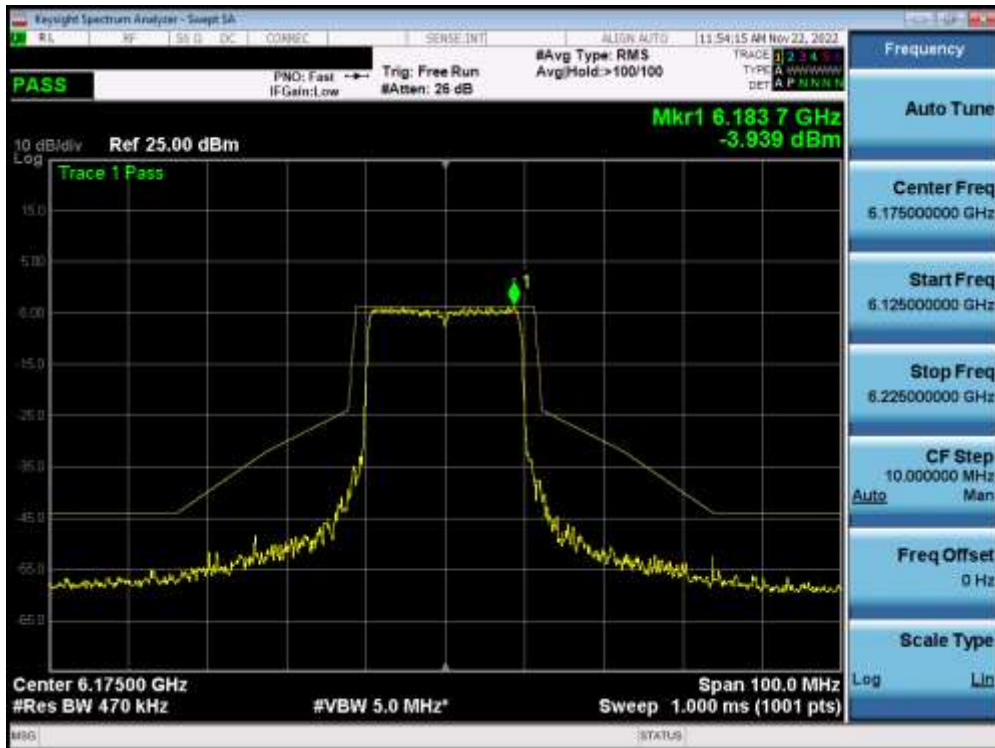 Keysight Spectrum Analyzer - Swept SA
RL RF 50 Ω DC CORREC SENSE:INT ALIGN AUTO 11:54:15 AM Nov 22, 2022
Frequency
PASS
PNO: Fast
IFGain:Low
Trig: Free Run
#Atten: 26 dB
#Avg Type: RMS
Avg|Hold:>100/100
TRACE 1 2 3 4 5 6
TYPE A WWWWW
DET A P N N N N
Auto Tune
Mkr1 6.183 7 GHz
-3.939 dBm
10 dB/div Ref 25.00 dBm
Log
Trace 1 Pass
15.0
5.00
1
-15.0
-25.0
-35.0
-45.0
-55.0
-65.0
Center Freq
6.175000000 GHz
Start Freq
6.125000000 GHz
Stop Freq
6.225000000 GHz
CF Step
10.000000 MHz
Auto Man
Freq Offset
0 Hz
Scale Type
Log Lin
Center 6.17500 GHz
Span 100.0 MHz
#Res BW 470 kHz
#VBW 5.0 MHz*
Sweep 1.000 ms (1001 pts)
MSG
STATUS